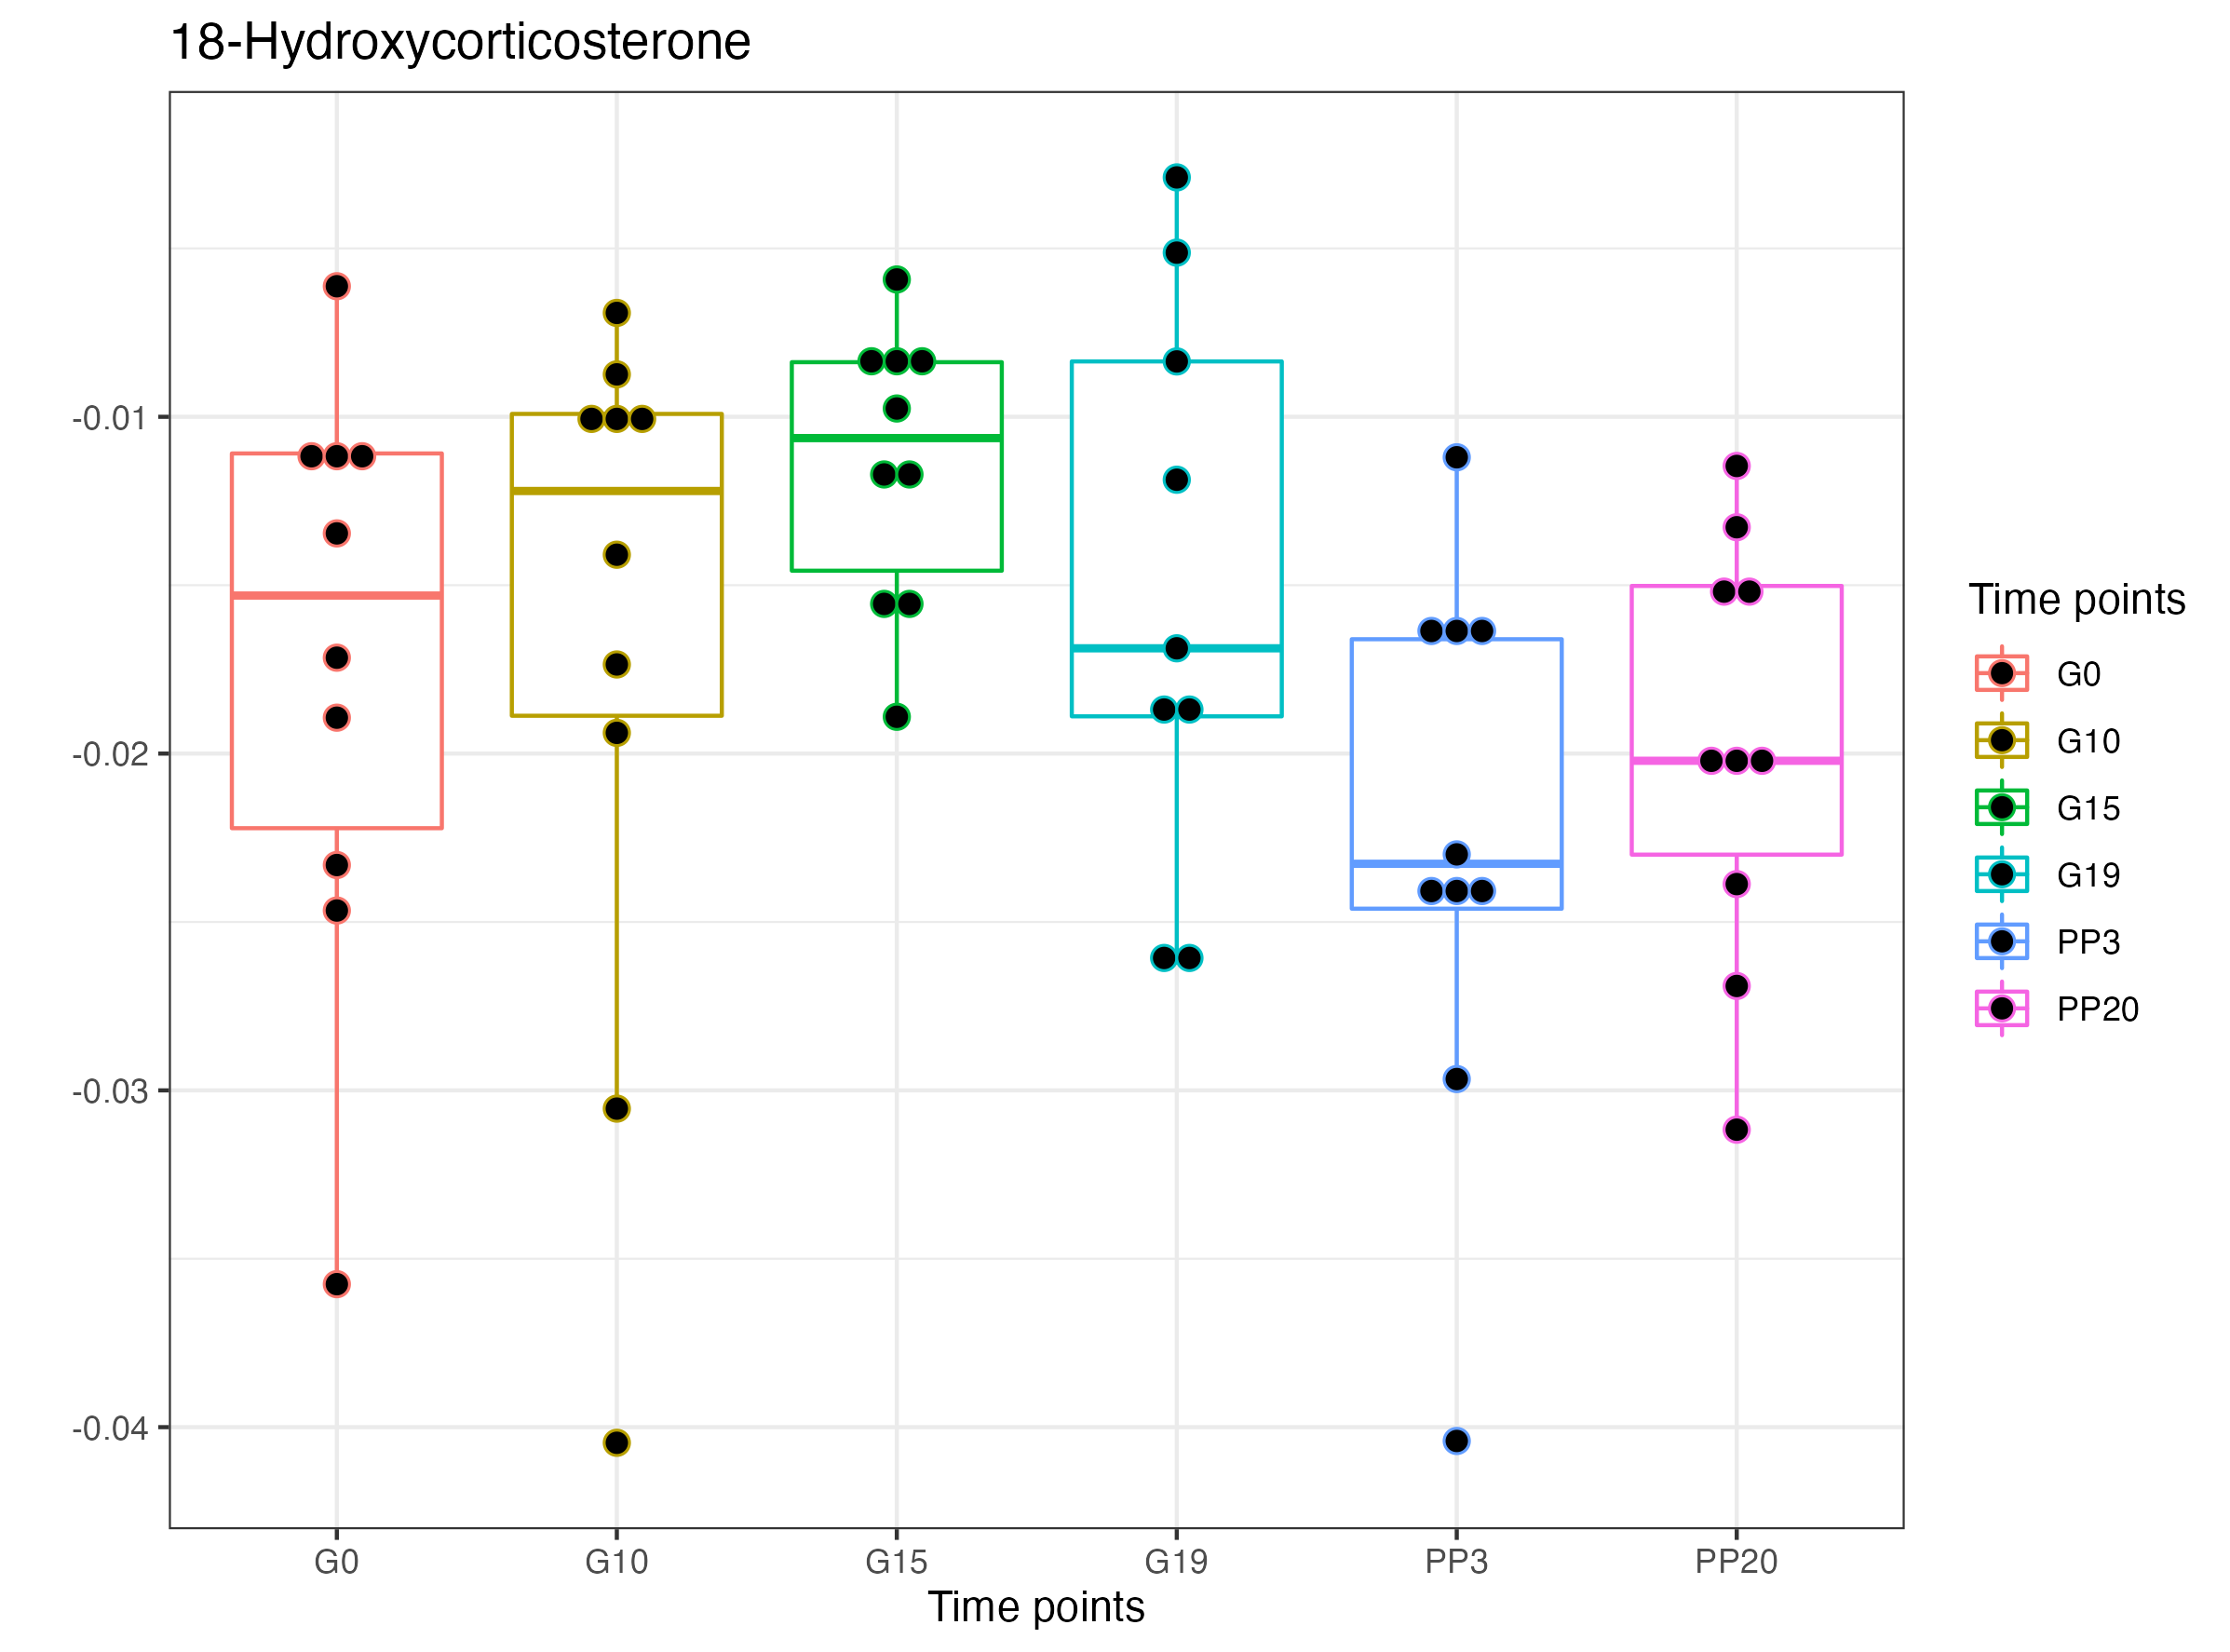 18-Hydroxycorticosterone
-0.01
-0.02
-0.03
-0.04
G0 G10 G15 G19 PP3 PP20
Time points
Time points
G0
G10
G15
G19
PP3
PP20